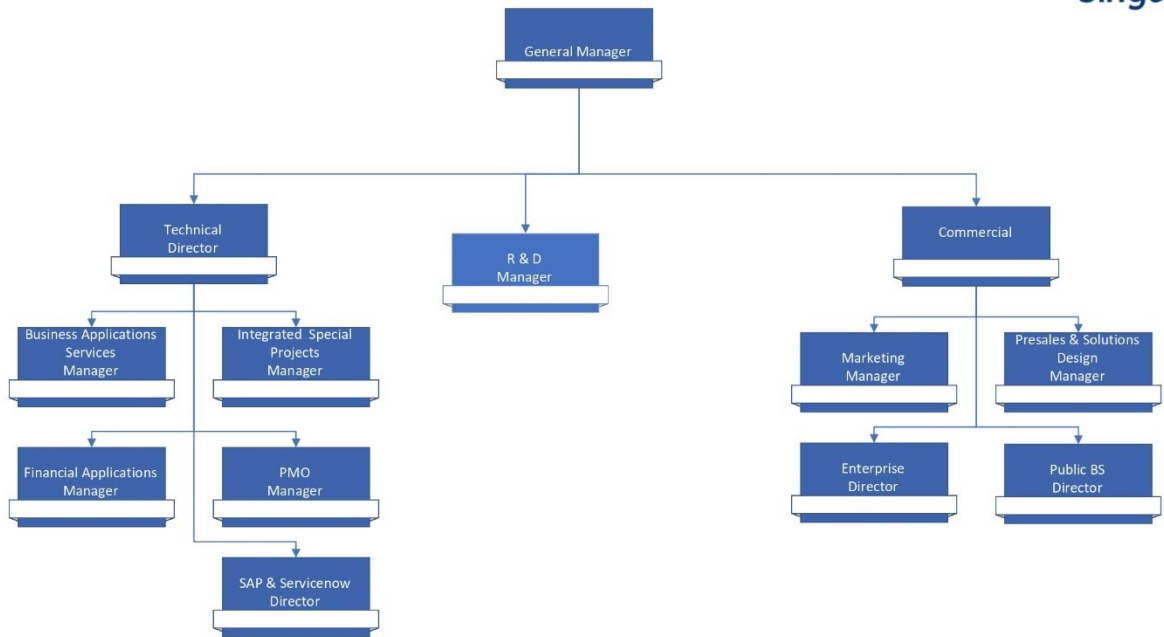 General Manager
Technical
Director
R & D
Manager
Commercial
Business Applications
Services
Manager
Integrated Special
Projects
Manager
Marketing
Manager
Presales & Solutions
Design
Manager
Financial Applications
Manager
PMO
Manager
Enterprise
Director
Public BS
Director
SAP & Servicenow
Director